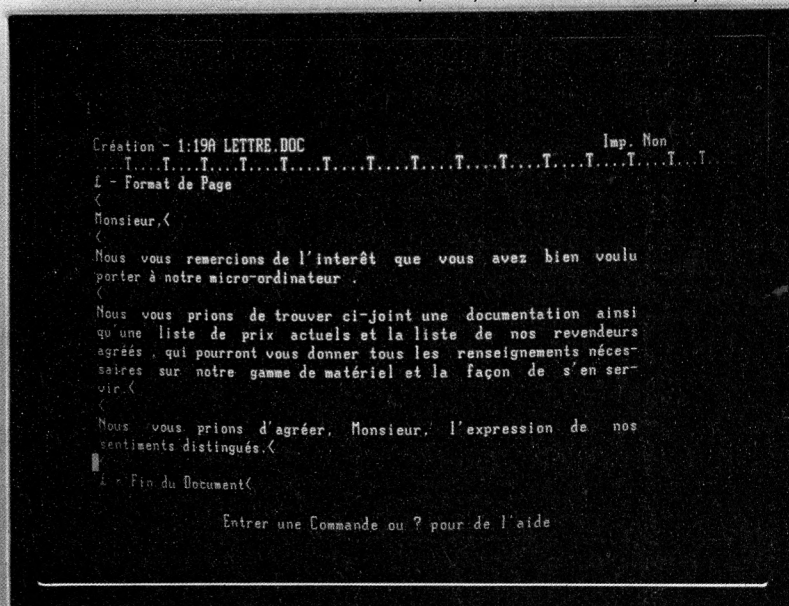 Création - 1:19A LETTRE.DOC Imp. Non
....T....T....T....T....T....T....T....T....T....T....T....T....T....T...T..
£ - Format de Page
<
Monsieur,<
<
Nous vous remercions de l'interêt que vous avez bien voulu
porter à notre micro-ordinateur .
<
Nous vous prions de trouver ci-joint une documentation ainsi
qu'une liste de prix actuels et la liste de nos revendeurs
agréés , qui pourront vous donner tous les renseignements néces-
saires sur notre gamme de matériel et la façon de s'en ser-
vir.<
<
Nous vous prions d'agréer, Monsieur, l'expression de nos
sentiments distingués.<
£ - Fin du Document<
Entrer une Commande ou ? pour de l'aide